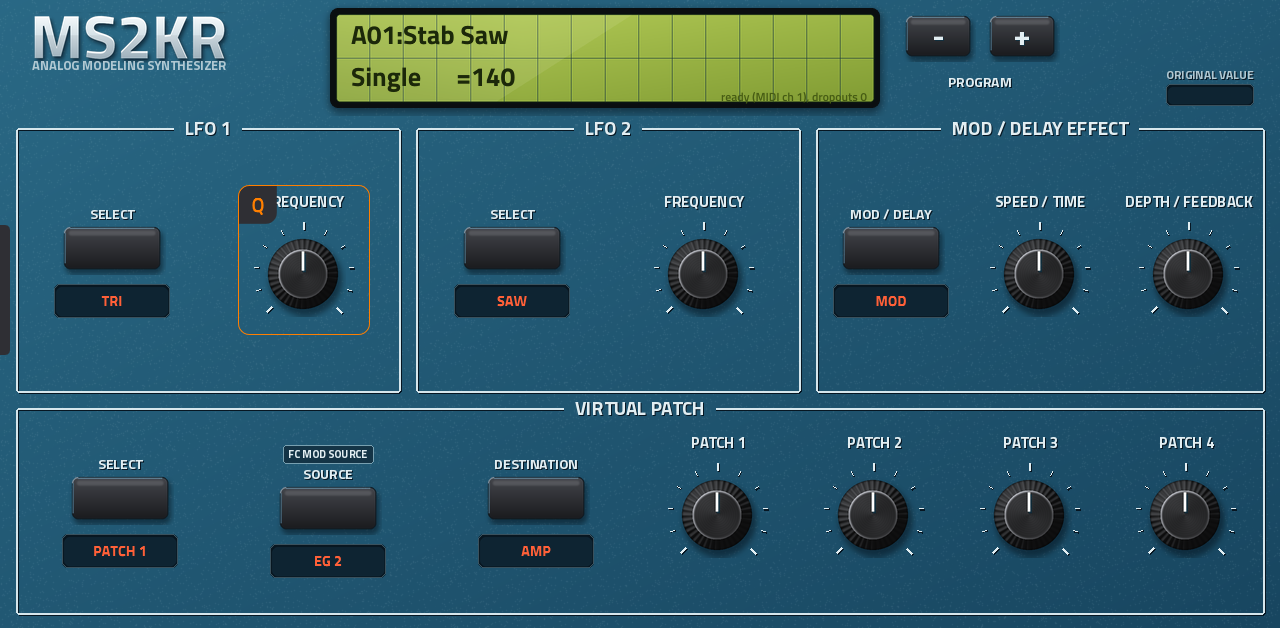 MS2KR
ANALOG MODELING SYNTHESIZER
A01:Stab Saw
Single =140
ready (MIDI ch 1), dropouts 0
- +
PROGRAM
ORIGINAL VALUE
LFO 1
SELECT
TRI
Q
REQUENCY
LFO 2
SELECT
SAW
FREQUENCY
MOD / DELAY EFFECT
MOD / DELAY
MOD
SPEED / TIME
DEPTH / FEEDBACK
VIRTUAL PATCH
SELECT
PATCH 1
FC MOD SOURCE
SOURCE
EG 2
DESTINATION
AMP
PATCH 1
PATCH 2
PATCH 3
PATCH 4